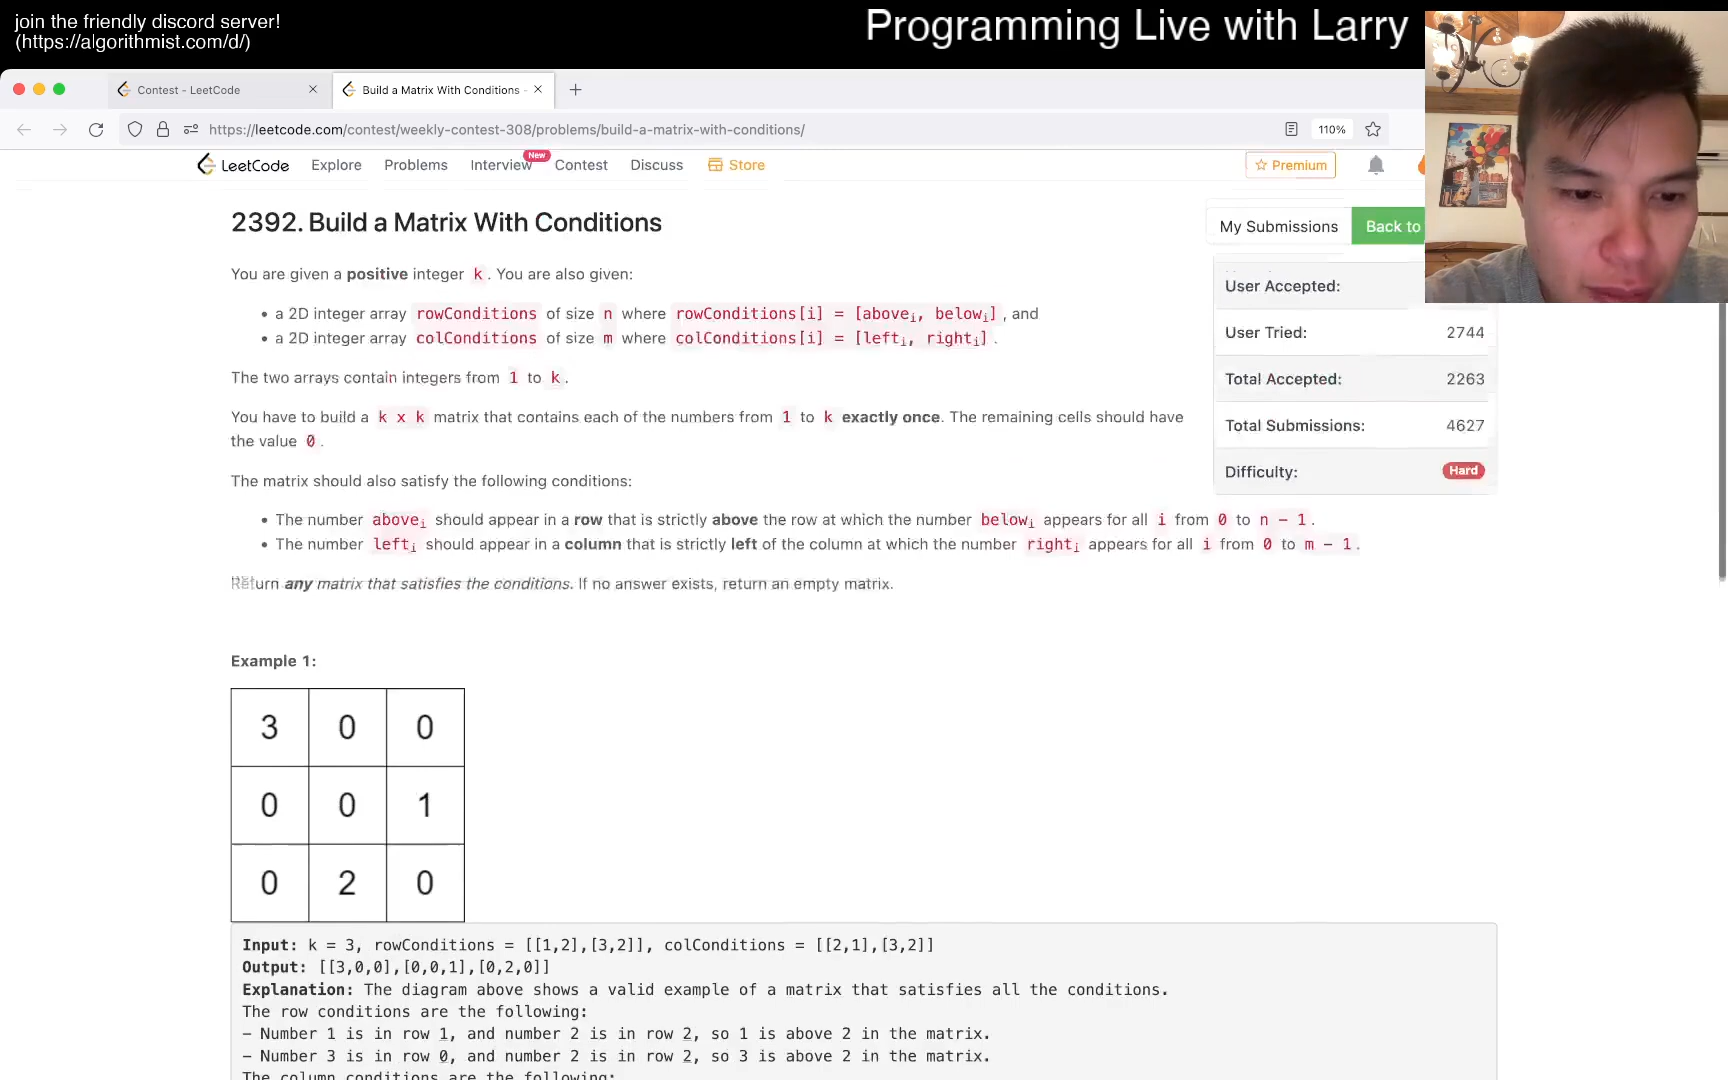 join the friendly discord server!
(https://algorithmist.com/d/)
Programming Live with Larry
Contest - LeetCode
Build a Matrix With Conditions -
https://leetcode.com/contest/weekly-contest-308/problems/build-a-matrix-with-conditions/
110%
LeetCode
Explore
Problems
Interview
New
Contest
Discuss
Store
Premium
2392. Build a Matrix With Conditions
My Submissions
Back to
You are given a positive integer k. You are also given:
• a 2D integer array rowConditions of size n where rowConditions[i] = [aboveᵢ, belowᵢ], and
• a 2D integer array colConditions of size m where colConditions[i] = [leftᵢ, rightᵢ].
The two arrays contain integers from 1 to k.
You have to build a k x k matrix that contains each of the numbers from 1 to k exactly once. The remaining cells should have
the value 0.
The matrix should also satisfy the following conditions:
• The number aboveᵢ should appear in a row that is strictly above the row at which the number belowᵢ appears for all i from 0 to n - 1.
• The number leftᵢ should appear in a column that is strictly left of the column at which the number rightᵢ appears for all i from 0 to m - 1.
Return any matrix that satisfies the conditions. If no answer exists, return an empty matrix.
User Accepted:
User Tried: 2744
Total Accepted: 2263
Total Submissions: 4627
Difficulty: Hard
Example 1:
3 0 0
0 0 1
0 2 0
Input: k = 3, rowConditions = [[1,2],[3,2]], colConditions = [[2,1],[3,2]]
Output: [[3,0,0],[0,0,1],[0,2,0]]
Explanation: The diagram above shows a valid example of a matrix that satisfies all the conditions.
The row conditions are the following:
- Number 1 is in row 1, and number 2 is in row 2, so 1 is above 2 in the matrix.
- Number 3 is in row 0, and number 2 is in row 2, so 3 is above 2 in the matrix.
The column conditions are the following: